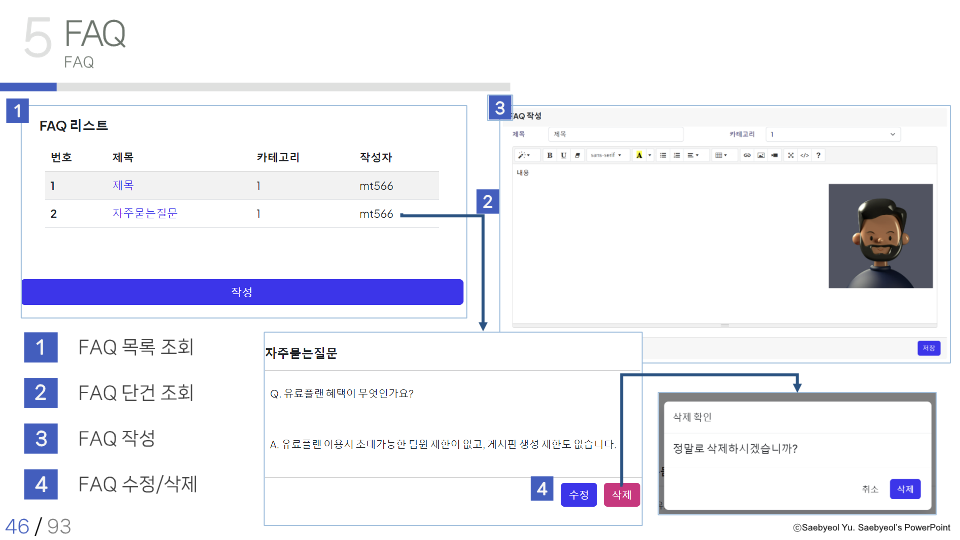 5 FAQ
FAQ
1
FAQ 리스트
번호 제목 카테고리 작성자
1 제목 1 mt566
2 자주묻는질문 1 mt566
작성
2
3
FAQ 작성
제목 제목 카테고리 1
B U sans-serif A ?
내용
저장
1 FAQ 목록 조회
2 FAQ 단건 조회
3 FAQ 작성
4 FAQ 수정/삭제
자주묻는질문
Q. 유료플랜 혜택이 무엇인가요?
A. 유료플랜 이용시 초대가능한 팀원 제한이 없고, 게시판 생성 제한도 없습니다.
4
수정 삭제
삭제 확인
정말로 삭제하시겠습니까?
취소 삭제
46 / 93
ⓒSaebyeol Yu. Saebyeol's PowerPoint